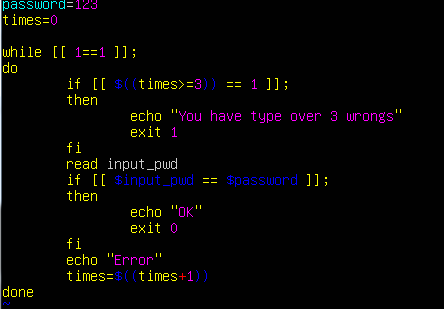 password=123
times=0
while [[ 1==1 ]];
do
if [[ $((times>=3)) == 1 ]];
then
echo "You have type over 3 wrongs"
exit 1
fi
read input_pwd
if [[ $input_pwd == $password ]];
then
echo "OK"
exit 0
fi
echo "Error"
times=$((times+1))
done
~